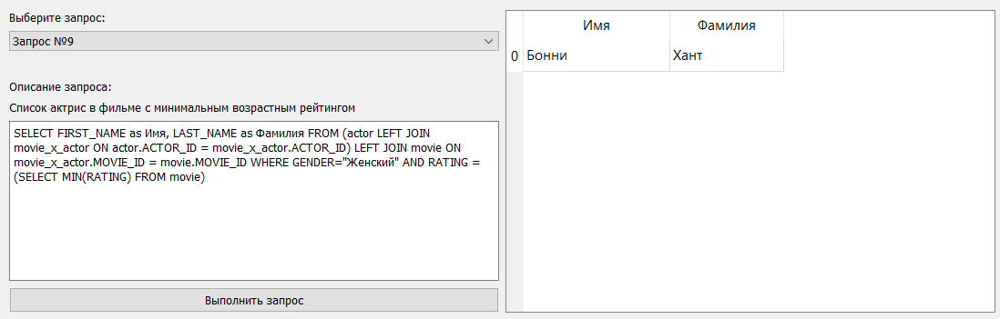 Выберите запрос:
Запрос №9
Описание запроса:
Список актрис в фильме с минимальным возрастным рейтингом
SELECT FIRST_NAME as Имя, LAST_NAME as Фамилия FROM (actor LEFT JOIN
movie_x_actor ON actor.ACTOR_ID = movie_x_actor.ACTOR_ID) LEFT JOIN movie ON
movie_x_actor.MOVIE_ID = movie.MOVIE_ID WHERE GENDER="Женский" AND RATING =
(SELECT MIN(RATING) FROM movie)
Выполнить запрос
Имя Фамилия
0 Бонни Хант